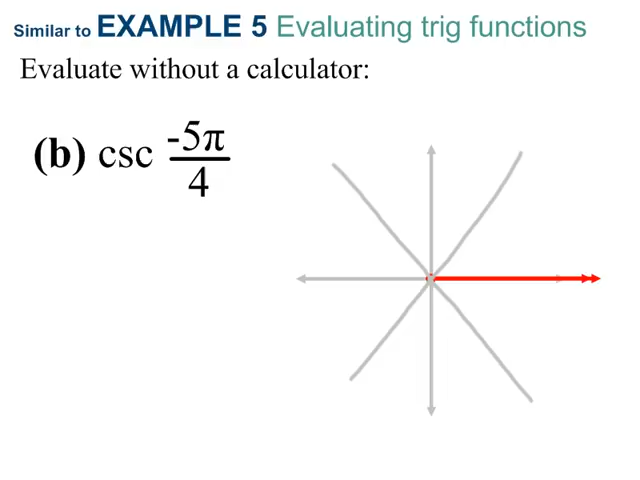 Similar to EXAMPLE 5 Evaluating trig functions
Evaluate without a calculator:
(b) csc -5π/4